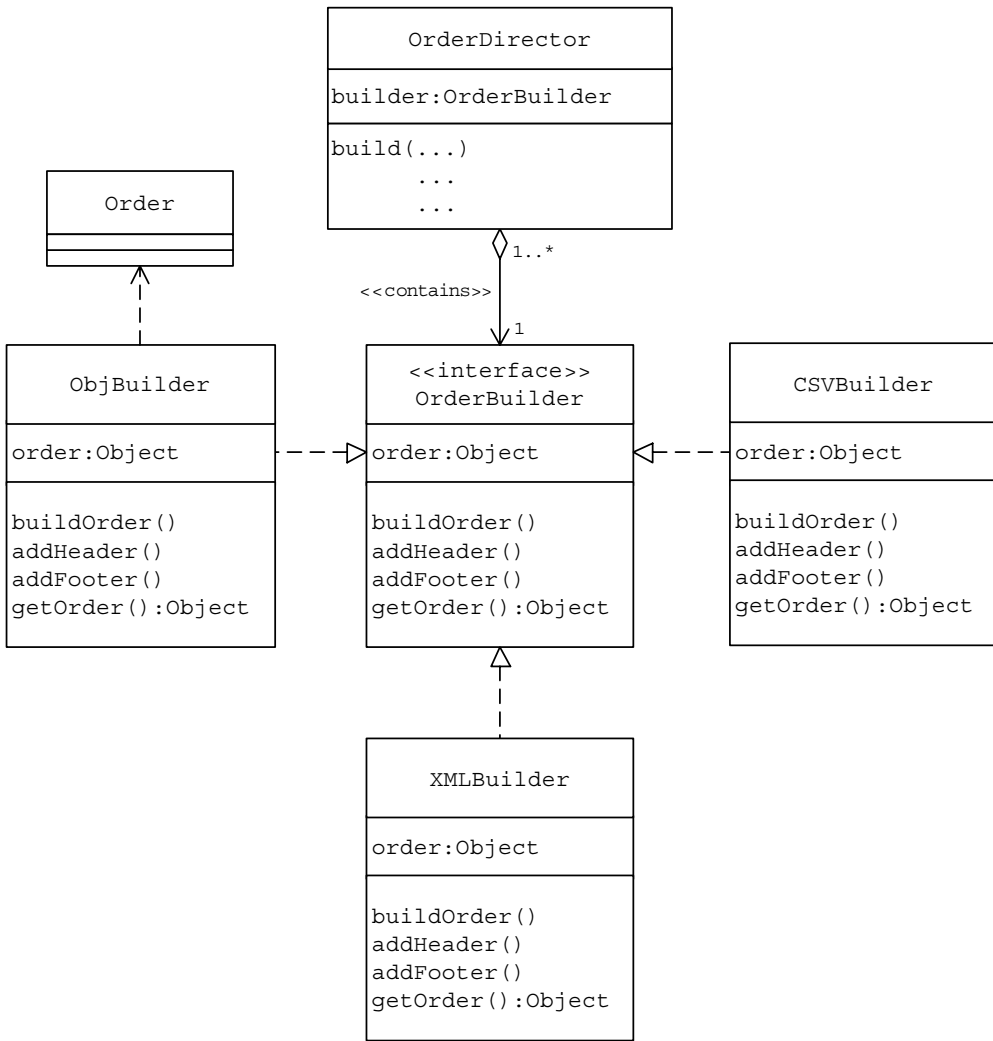 OrderDirector
builder:OrderBuilder
build(...)
...
...
Order
1..*
<<contains>>
1
ObjBuilder
order:Object
buildOrder()
addHeader()
addFooter()
getOrder():Object
<<interface>>
OrderBuilder
order:Object
buildOrder()
addHeader()
addFooter()
getOrder():Object
CSVBuilder
order:Object
buildOrder()
addHeader()
addFooter()
getOrder():Object
XMLBuilder
order:Object
buildOrder()
addHeader()
addFooter()
getOrder():Object